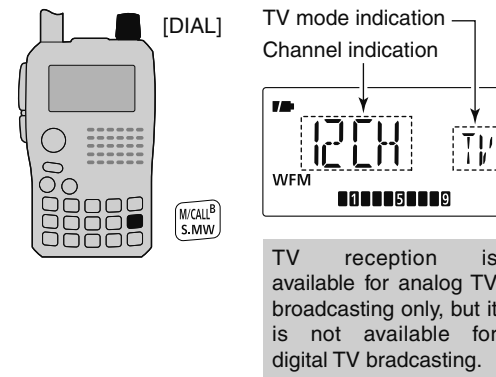 [DIAL]
M/CALLᴮ
S.MW
TV mode indication
Channel indication
12CH
TV
WFM
1 5 9
TV reception is
available for analog TV
broadcasting only, but it
is not available for
digital TV bradcasting.